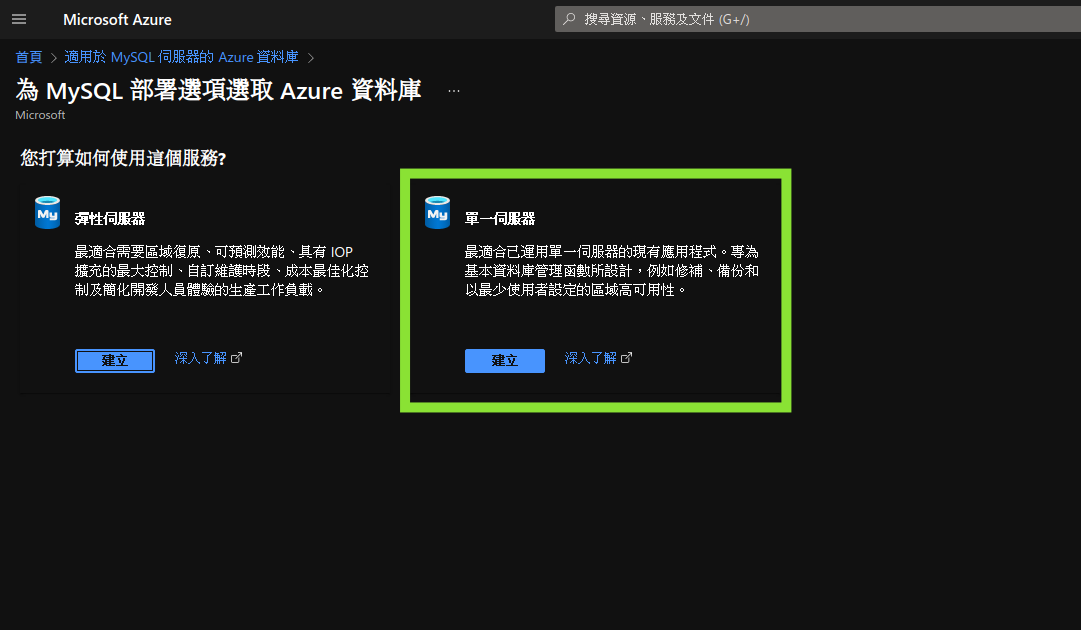 Microsoft Azure
搜尋資源、服務及文件 (G+/)
首頁 > 適用於 MySQL 伺服器的 Azure 資料庫 >
為 MySQL 部署選項選取 Azure 資料庫 ...
Microsoft
您打算如何使用這個服務?
My
彈性伺服器
最適合需要區域復原、可預測效能、具有 IOP
擴充的最大控制、自訂維護時段、成本最佳化控
制及簡化開發人員體驗的生產工作負載。
建立
深入了解
My
單一伺服器
最適合已運用單一伺服器的現有應用程式。專為
基本資料庫管理函數所設計，例如修補、備份和
以最少使用者設定的區域高可用性。
建立
深入了解